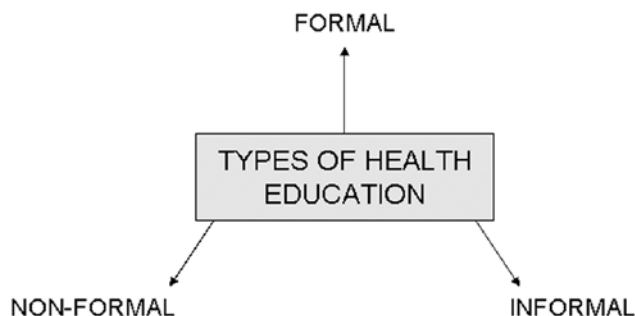 FORMAL
TYPES OF HEALTH
EDUCATION
NON-FORMAL
INFORMAL